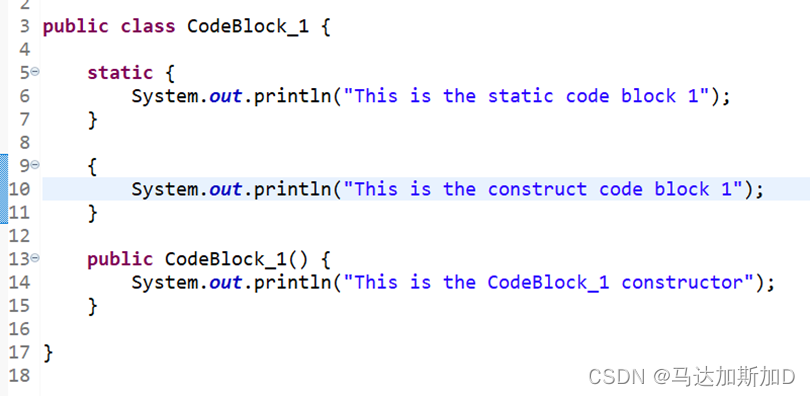 2
3 public class CodeBlock_1 {
4
5 static {
6 System.out.println("This is the static code block 1");
7 }
8
9 {
10 System.out.println("This is the construct code block 1");
11 }
12
13 public CodeBlock_1() {
14 System.out.println("This is the CodeBlock_1 constructor");
15 }
16
17 }
18
CSDN @马达加斯加D